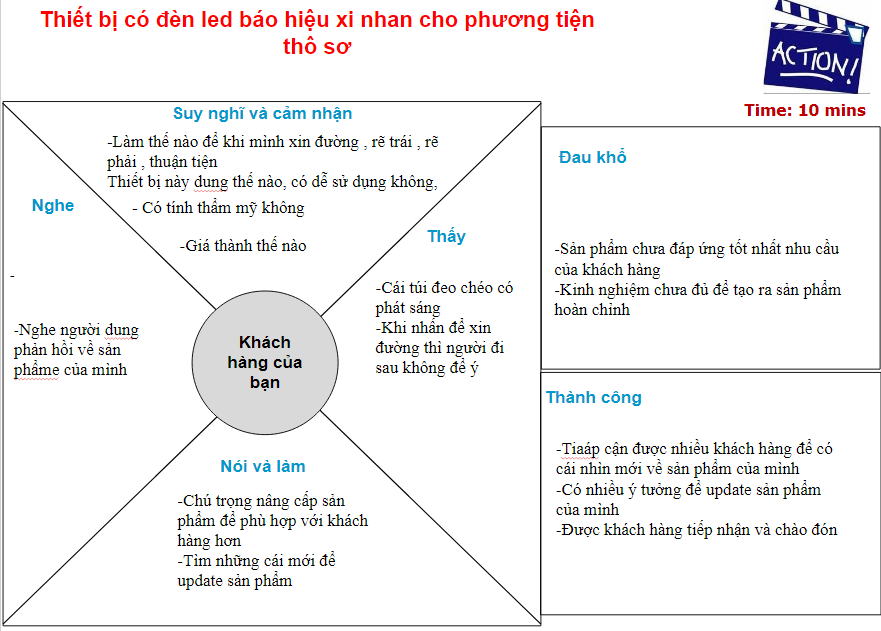 Thiết bị có đèn led báo hiệu xi nhan cho phương tiện
thô sơ
ACTION!
Time: 10 mins
Suy nghĩ và cảm nhận
-Làm thế nào để khi mình xin đường , rẽ trái , rẽ
phải , thuận tiện
Thiết bị này dung thế nào, có dễ sử dụng không,
- Có tính thẩm mỹ không
-Giá thành thế nào
Nghe
-
-Nghe người dung
phản hồi về sản
phẩme của mình
Thấy
-Cái túi đeo chéo có
phát sáng
-Khi nhấn để xin
đường thì người đi
sau không để ý
Khách
hàng của
bạn
Nói và làm
-Chú trọng nâng cấp sản
phẩm để phù hợp với khách
hàng hơn
-Tìm những cái mới để
update sản phẩm
Đau khổ
-Sản phẩm chưa đáp ứng tốt nhất nhu cầu
của khách hàng
-Kinh nghiệm chưa đủ để tạo ra sản phẩm
hoàn chỉnh
Thành công
-Tiaáp cận được nhiều khách hàng để có
cái nhìn mới về sản phẩm của mình
-Có nhiều ý tưởng để update sản phẩm
của mình
-Được khách hàng tiếp nhận và chào đón